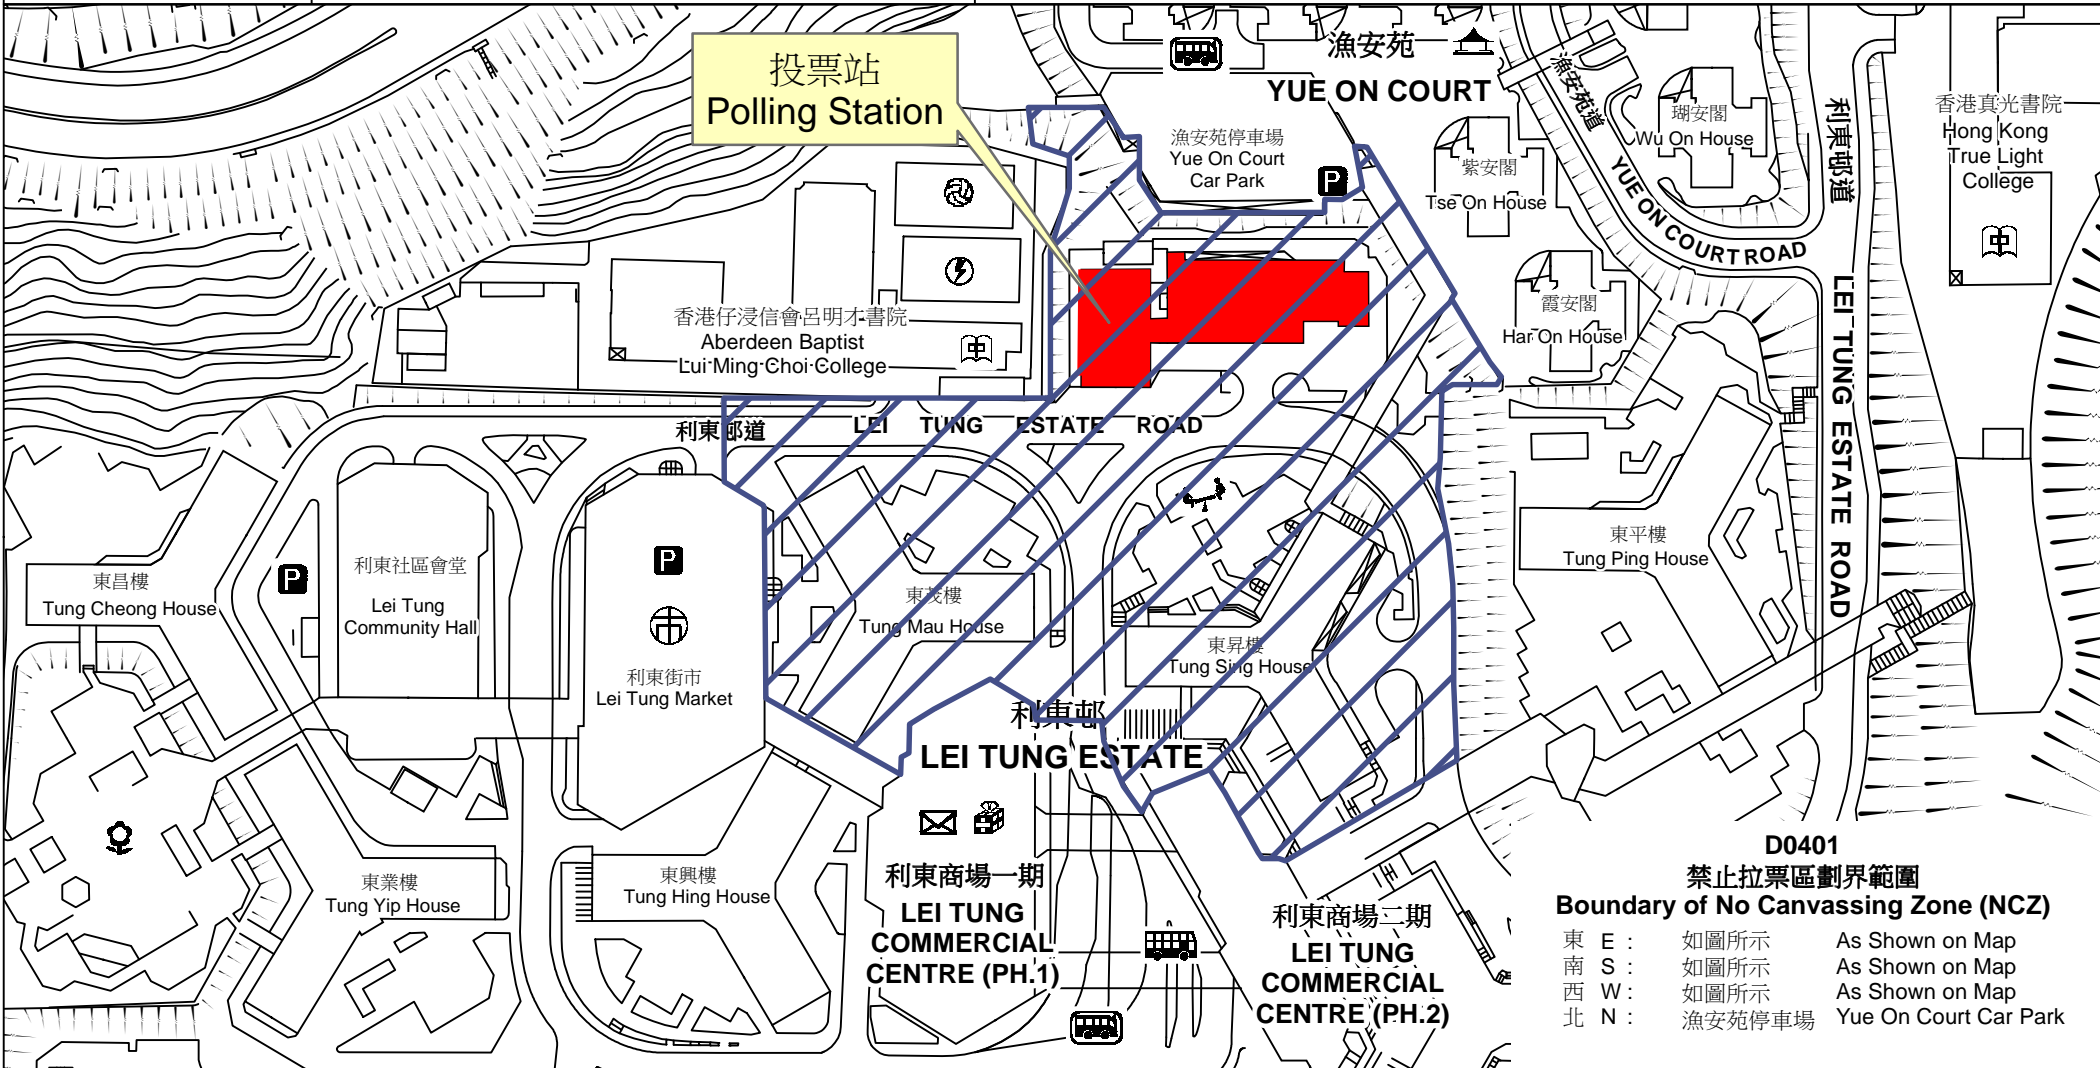 投票站
Polling Station
漁安苑
YUE ON COURT
漁安苑停車場
Yue On Court
Car Park
P
紫安閣
Tse On House
漁安苑道
YUE ON COURT ROAD
瑚安閣
Wu On House
利東邨道
LEI TUNG ESTATE ROAD
香港真光書院
Hong Kong
True Light
College
中
霞安閣
Har On House
香港仔浸信會呂明才書院
Aberdeen Baptist
Lui Ming Choi College
中
利東邨道
LEI TUNG ESTATE ROAD
東昌樓
Tung Cheong House
P
利東社區會堂
Lei Tung
Community Hall
P
市
利東街市
Lei Tung Market
東茂樓
Tung Mau House
東昇樓
Tung Sing House
東平樓
Tung Ping House
利東邨
LEI TUNG ESTATE
東業樓
Tung Yip House
東興樓
Tung Hing House
利東商場一期
LEI TUNG
COMMERCIAL
CENTRE (PH.1)
利東商場二期
LEI TUNG
COMMERCIAL
CENTRE (PH.2)
D0401
禁止拉票區劃界範圍
Boundary of No Canvassing Zone (NCZ)
東 E : 如圖所示 As Shown on Map
南 S : 如圖所示 As Shown on Map
西 W : 如圖所示 As Shown on Map
北 N : 漁安苑停車場 Yue On Court Car Park